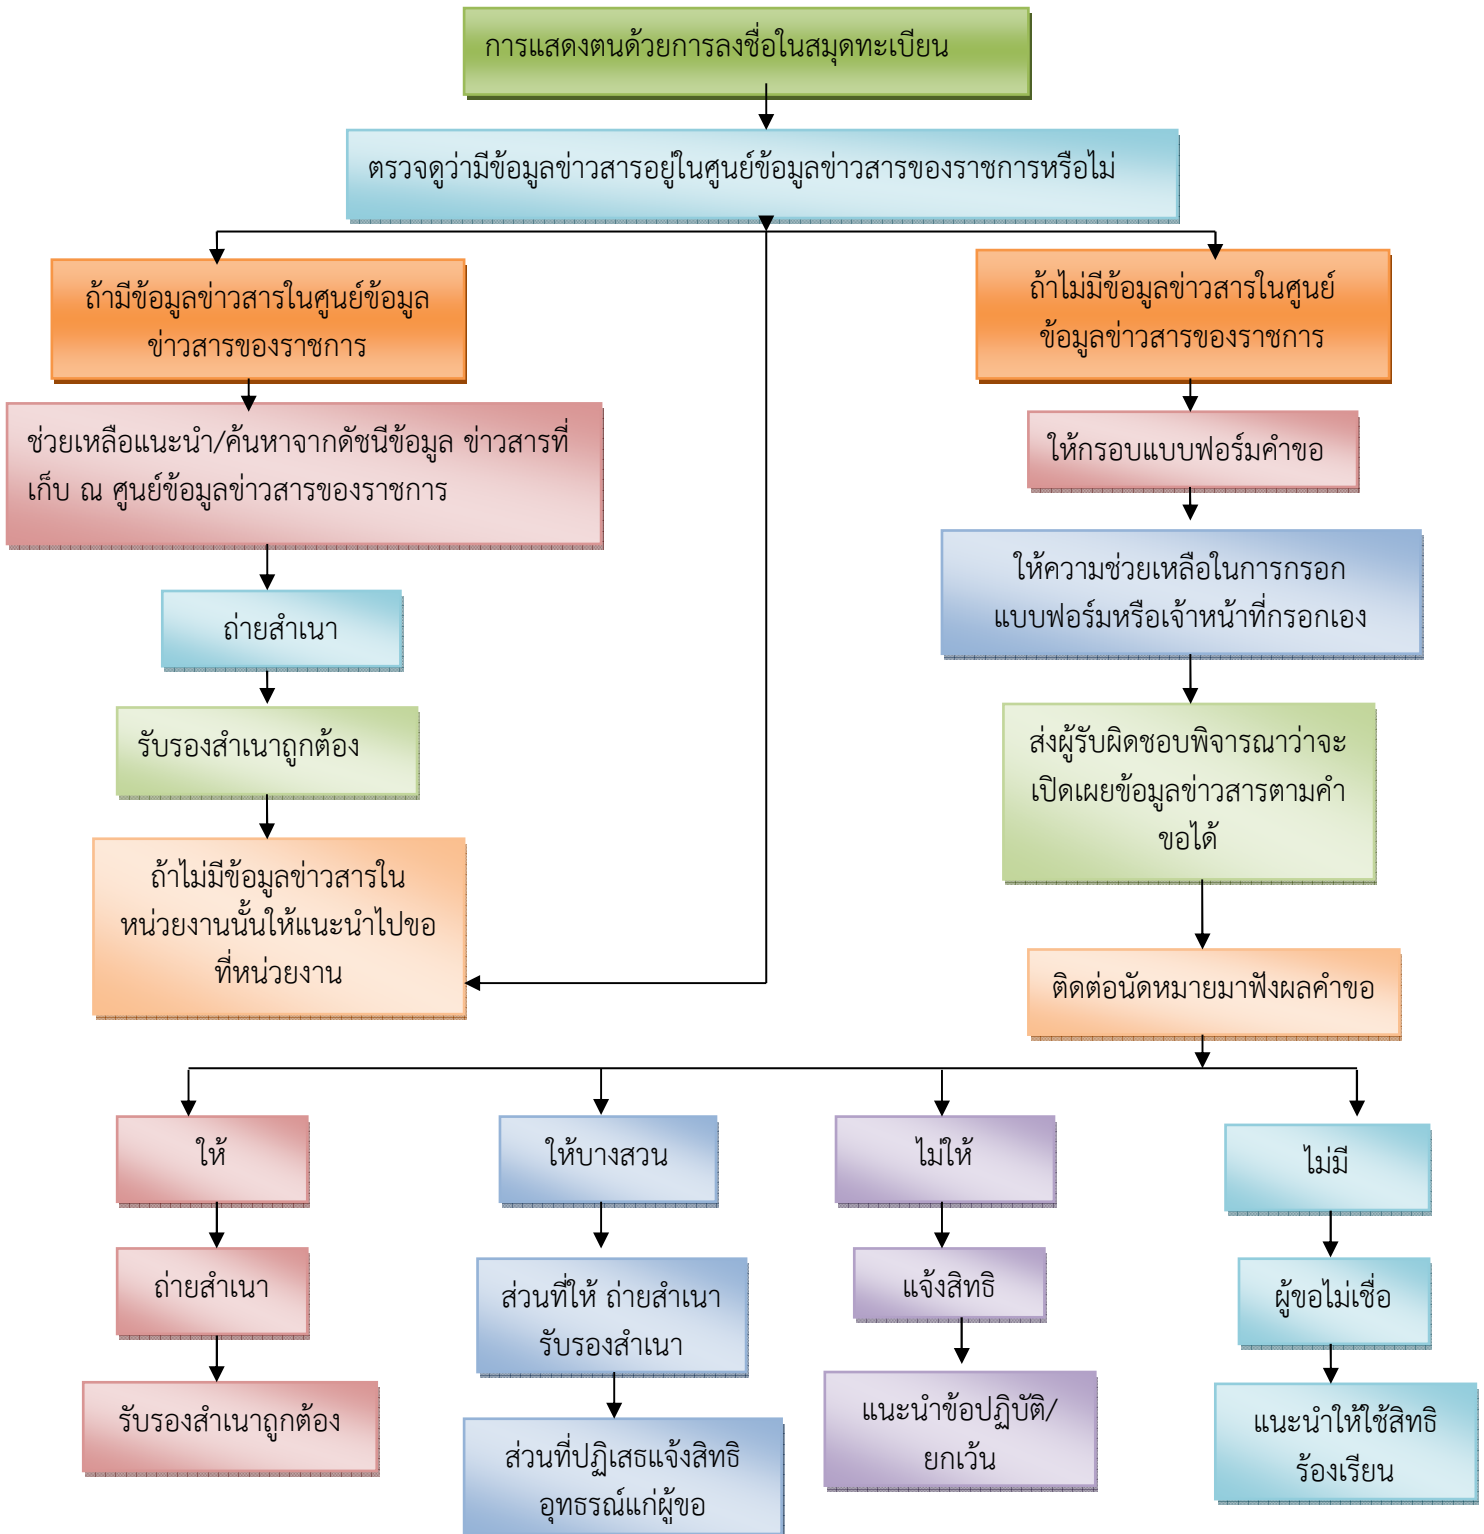 การแสดงตนด้วยการลงชื่อในสมุดทะเบียน
ตรวจดูว่ามีข้อมูลข่าวสารอยู่ในศูนย์ข้อมูลข่าวสารของราชการหรือไม่
ถ้ามีข้อมูลข่าวสารในศูนย์ข้อมูล
ข่าวสารของราชการ
ช่วยเหลือแนะนำ/ค้นหาจากดัชนีข้อมูล ข่าวสารที่
เก็บ ณ ศูนย์ข้อมูลข่าวสารของราชการ
ถ่ายสำเนา
รับรองสำเนาถูกต้อง
ถ้าไม่มีข้อมูลข่าวสารใน
หน่วยงานนั้นให้แนะนำไปขอ
ที่หน่วยงาน
ถ้าไม่มีข้อมูลข่าวสารในศูนย์
ข้อมูลข่าวสารของราชการ
ให้กรอบแบบฟอร์มคำขอ
ให้ความช่วยเหลือในการกรอก
แบบฟอร์มหรือเจ้าหน้าที่กรอกเอง
ส่งผู้รับผิดชอบพิจารณาว่าจะ
เปิดเผยข้อมูลข่าวสารตามคำ
ขอได้
ติดต่อนัดหมายมาฟังผลคำขอ
ให้
ถ่ายสำเนา
รับรองสำเนาถูกต้อง
ให้บางสวน
ส่วนที่ให้ ถ่ายสำเนา
รับรองสำเนา
ส่วนที่ปฏิเสธแจ้งสิทธิ
อุทธรณ์แก่ผู้ขอ
ไม่ให้
แจ้งสิทธิ
แนะนำข้อปฏิบัติ/
ยกเว้น
ไม่มี
ผู้ขอไม่เชื่อ
แนะนำให้ใช้สิทธิ
ร้องเรียน